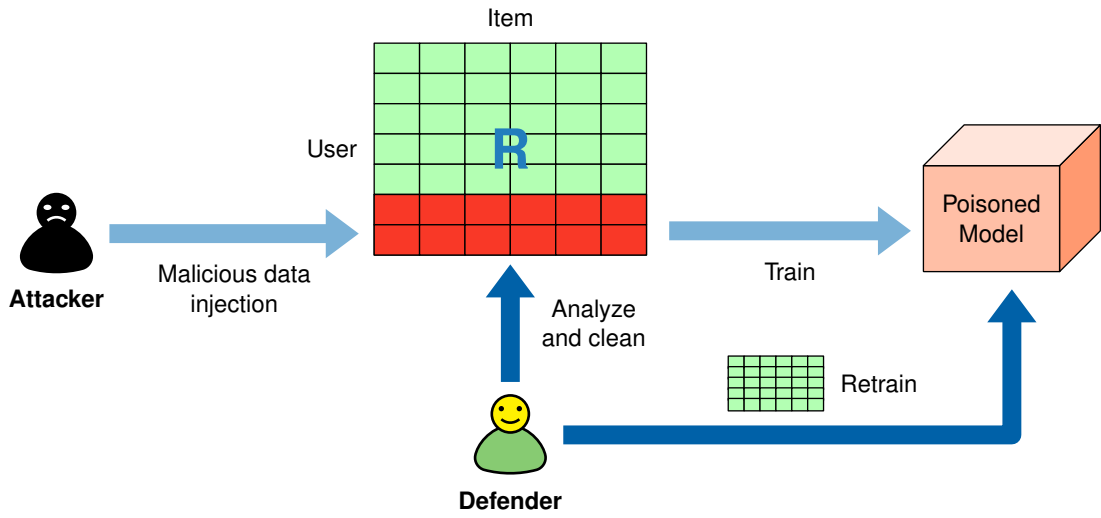 Item
User
R
Attacker
Malicious data
injection
Train
Poisoned
Model
Analyze
and clean
Retrain
Defender